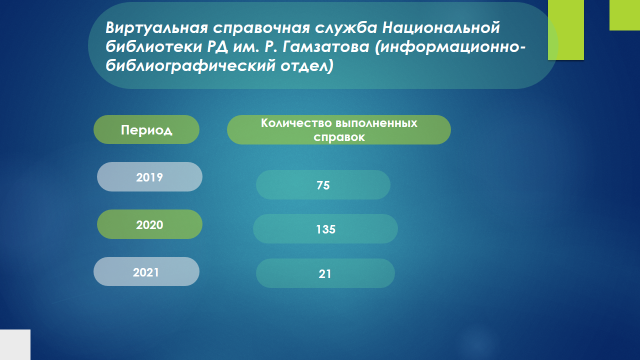 Виртуальная справочная служба Национальной
библиотеки РД им. Р. Гамзатова (информационно-
библиографический отдел)
Период
Количество выполненных
справок
2019
75
2020
135
2021
21